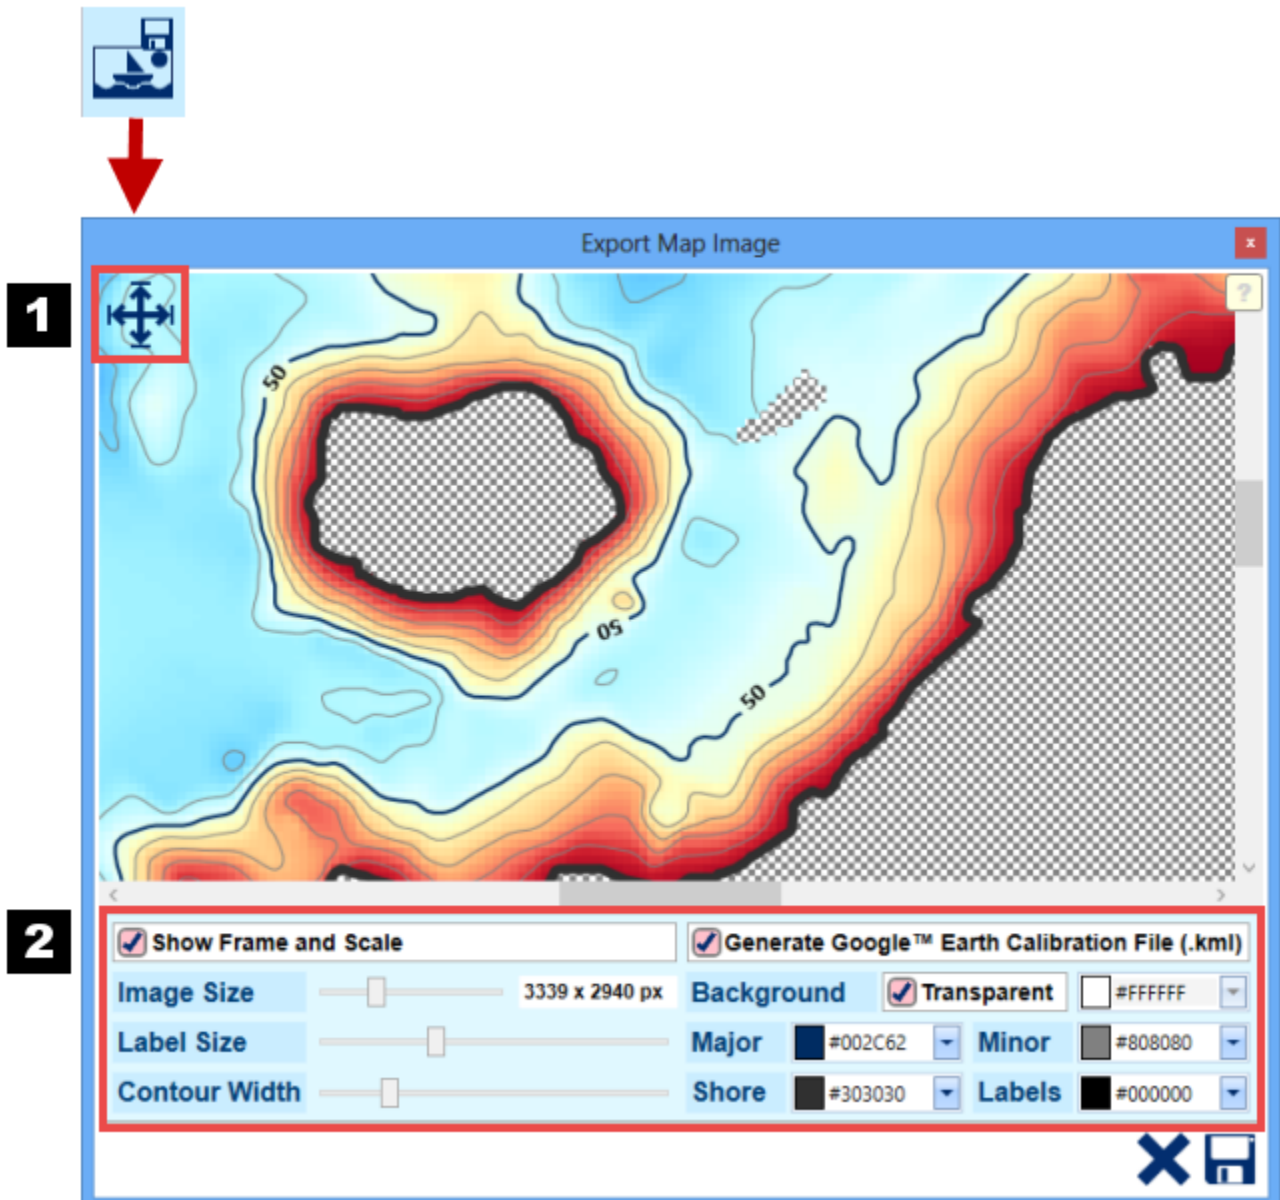 Export Map Image
x
1
?
50
50
50
2
Show Frame and Scale
Generate Google™ Earth Calibration File (.kml)
Image Size
3339 x 2940 px
Background
Transparent
#FFFFFF
Label Size
Major
#002C62
Minor
#808080
Contour Width
Shore
#303030
Labels
#000000